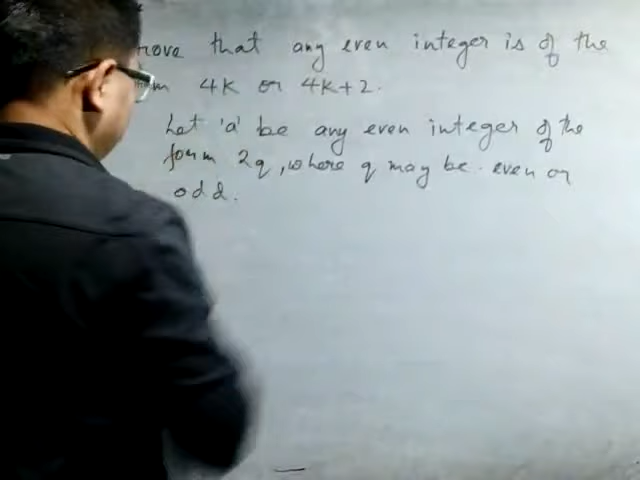 rove that any even integer is of the
m 4k or 4k+2.
Let 'a' be any even integer of the
form 2q, where q may be even or
odd.